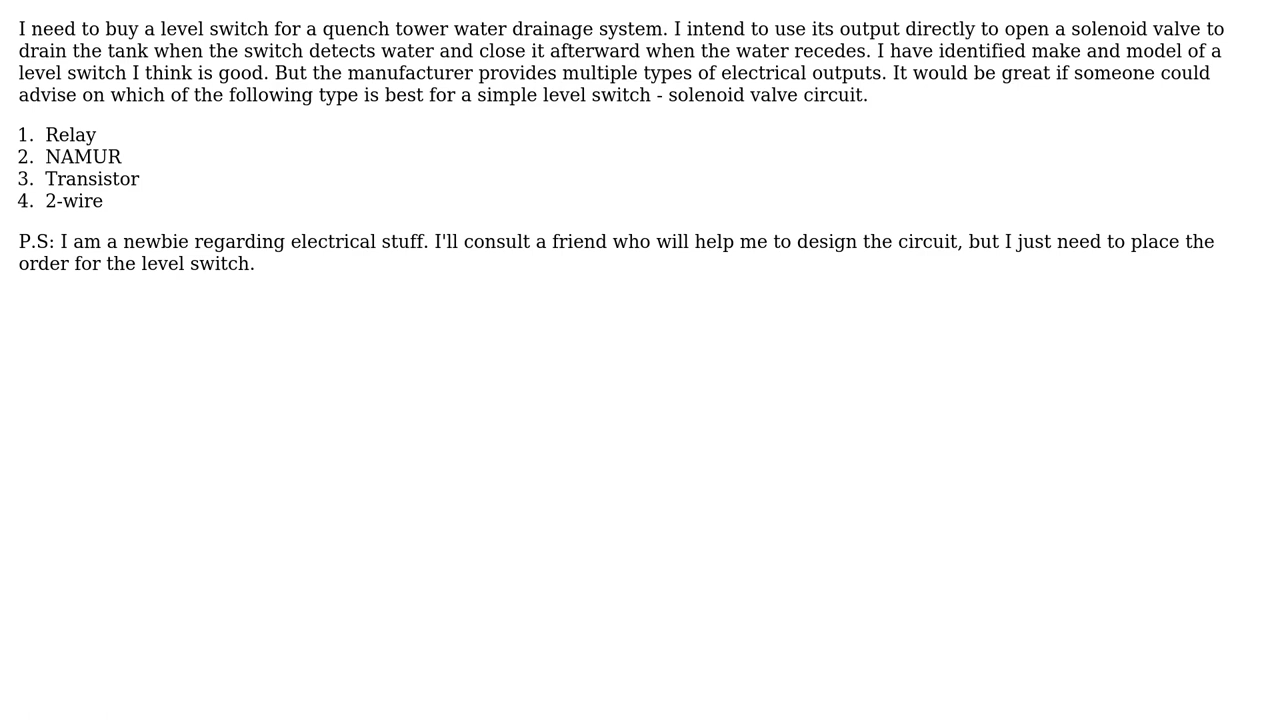 I need to buy a level switch for a quench tower water drainage system. I intend to use its output directly to open a solenoid valve to
drain the tank when the switch detects water and close it afterward when the water recedes. I have identified make and model of a
level switch I think is good. But the manufacturer provides multiple types of electrical outputs. It would be great if someone could
advise on which of the following type is best for a simple level switch - solenoid valve circuit.
1. Relay
2. NAMUR
3. Transistor
4. 2-wire
P.S: I am a newbie regarding electrical stuff. I'll consult a friend who will help me to design the circuit, but I just need to place the
order for the level switch.